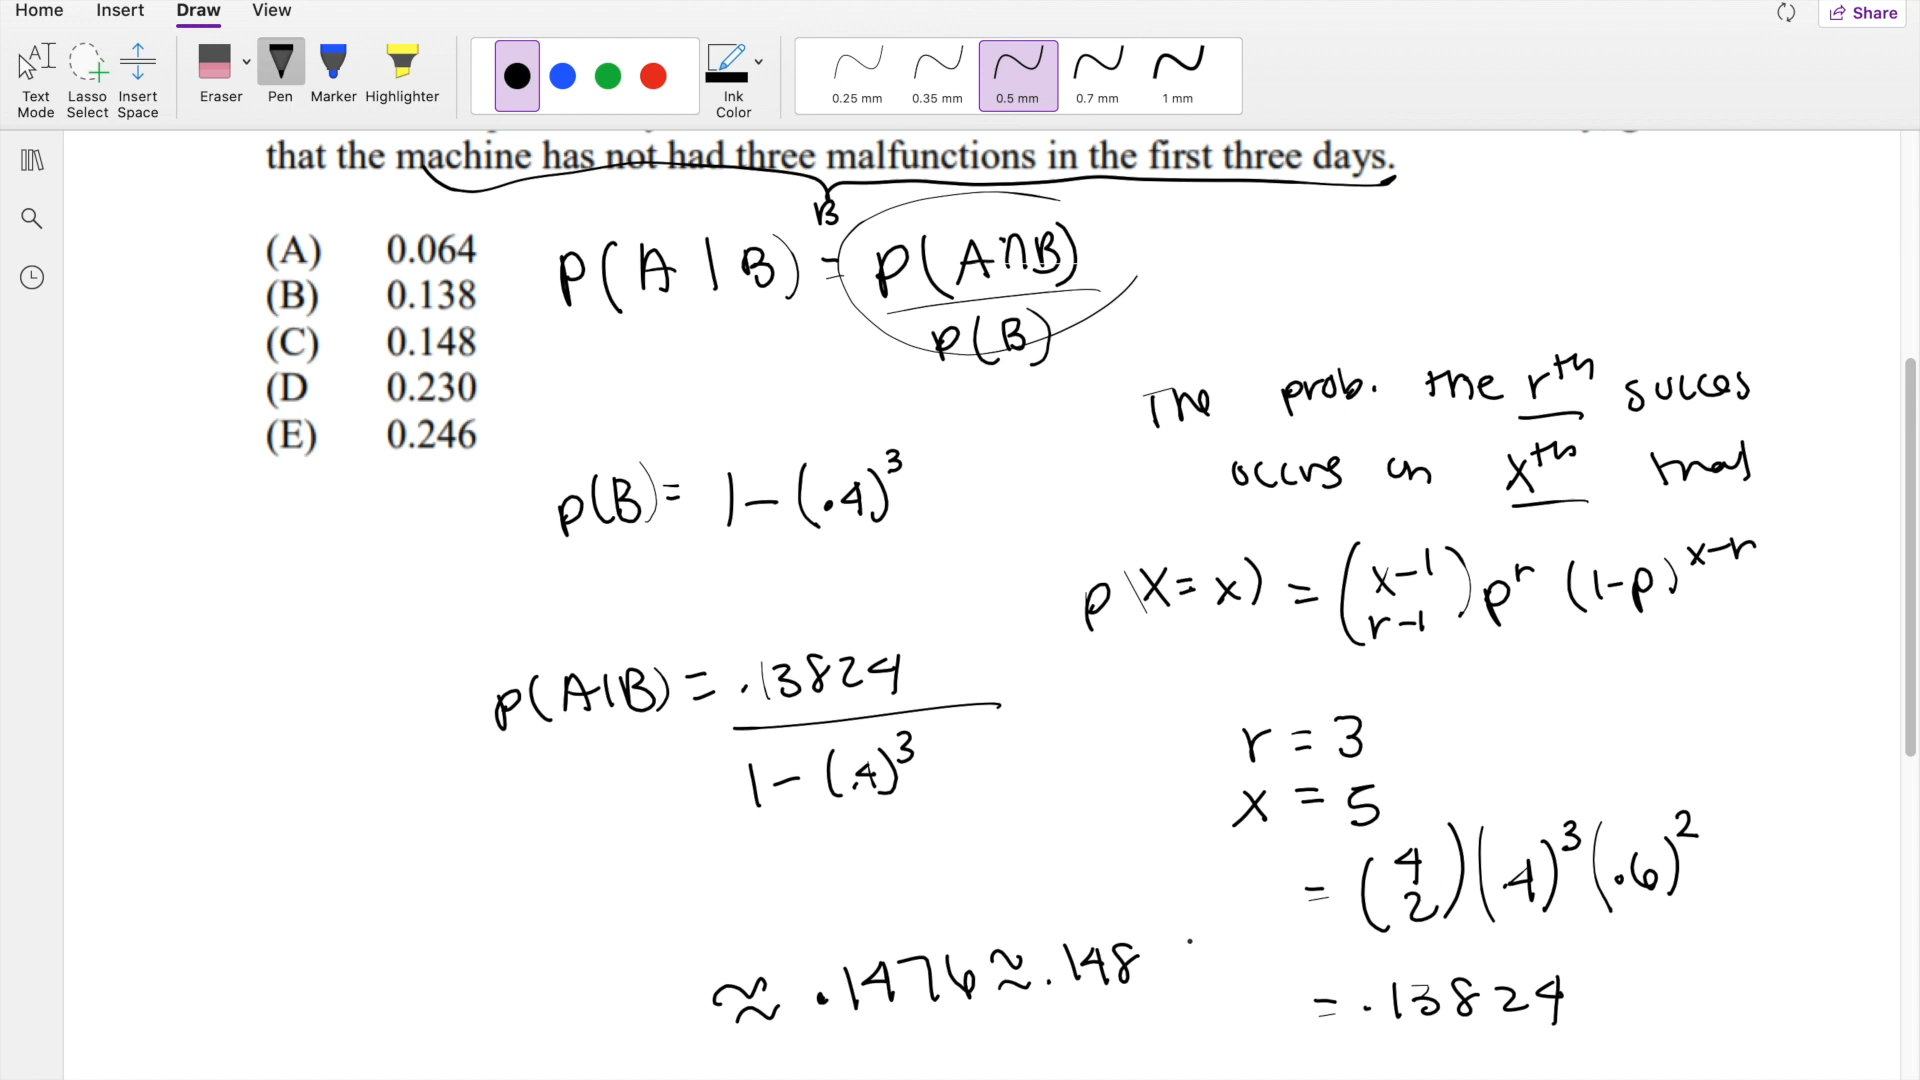 Home Insert Draw View Share
Text Mode
Lasso Select
Insert Space
Eraser
Pen
Marker
Highlighter
Ink Color
0.25 mm
0.35 mm
0.5 mm
0.7 mm
1 mm
that the machine has not had three malfunctions in the first three days.
B
(A) 0.064
(B) 0.138
(C) 0.148
(D 0.230
(E) 0.246
P(A | B) = P(A∩B) / P(B)
The prob. the rth succes
occrs on xth trial
P(B) = 1 - (.4)^3
P(X = x) = (x-1 r-1) p^r (1-p)^x-r
P(A|B) = .13824 / 1 - (.4)^3
r = 3
x = 5
= (4 2)(.4)^3 (.6)^2
≈ .1476 ≈ .148
= .13824